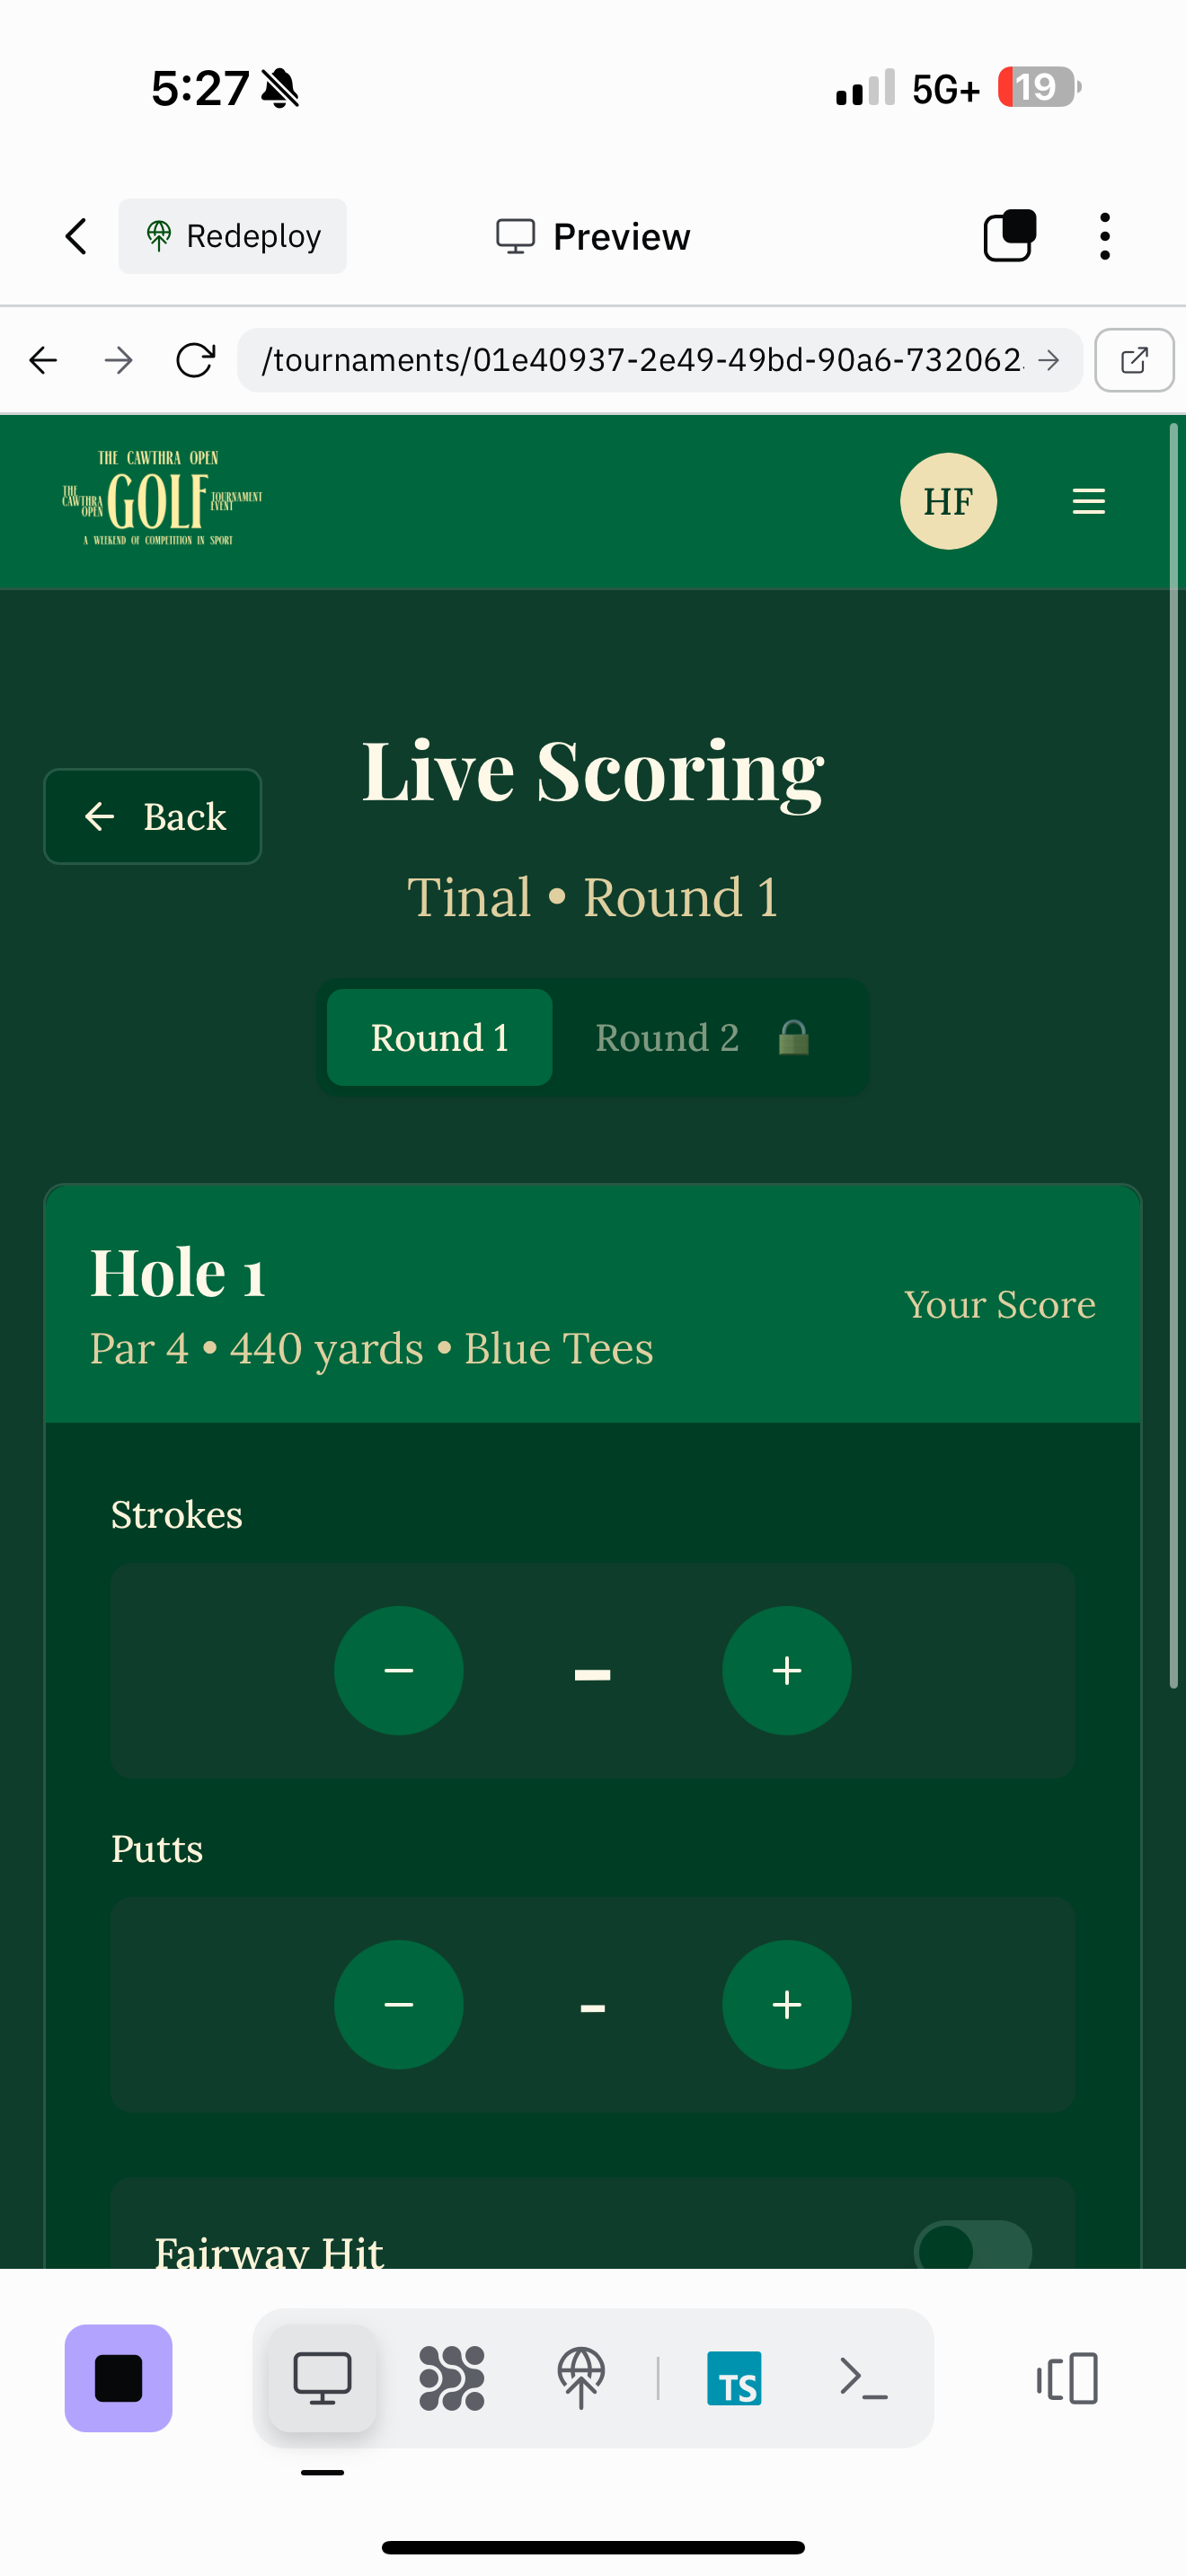 5:27
5G+
19
Redeploy
Preview
/tournaments/01e40937-2e49-49bd-90a6-732062
THE CAWTHRA OPEN
THE CAWTHRA OPEN
GOLF
TOURNAMENT EVENT
A WEEKEND OF COMPETITION IN SPORT
HF
Back
Live Scoring
Tinal • Round 1
Round 1
Round 2
Hole 1
Par 4 • 440 yards • Blue Tees
Your Score
Strokes
− – +
Putts
− - +
Fairway Hit
TS